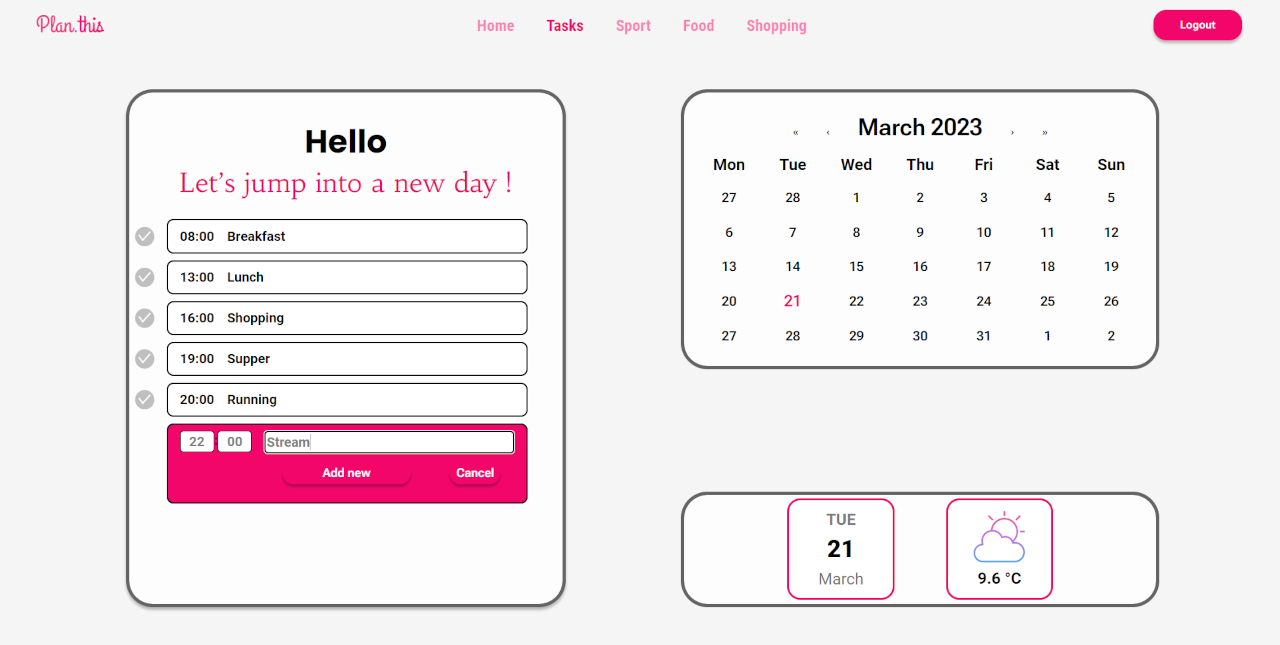 Plan.this
Home Tasks Sport Food Shopping
Logout
Hello
Let's jump into a new day !
08:00 Breakfast
13:00 Lunch
16:00 Shopping
19:00 Supper
20:00 Running
22 : 00 Stream
Add new Cancel
« ‹ March 2023 › »
Mon Tue Wed Thu Fri Sat Sun
27 28 1 2 3 4 5
6 7 8 9 10 11 12
13 14 15 16 17 18 19
20 21 22 23 24 25 26
27 28 29 30 31 1 2
TUE
21
March
9.6 °C